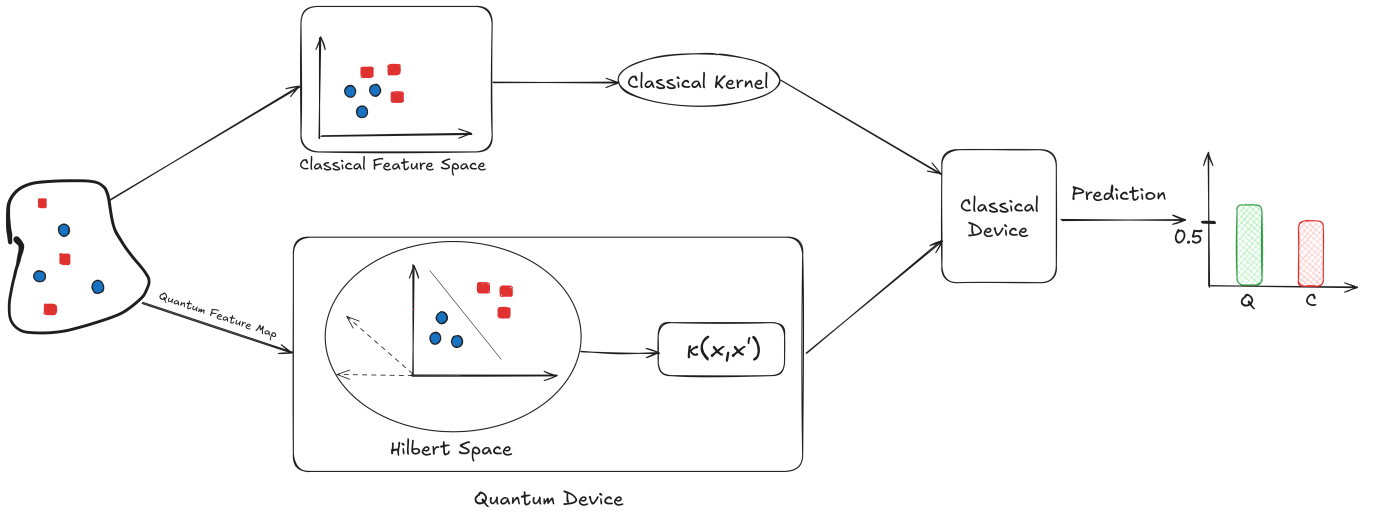 Classical Feature Space
Classical Kernel
Quantum Feature Map
Hilbert Space
κ(x,x')
Quantum Device
Classical
Device
Prediction
0.5
Q
C